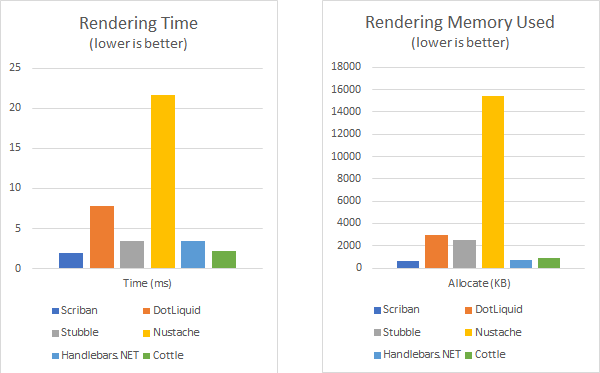 Rendering Time
(lower is better)
25
20
15
10
5
0
Time (ms)
Scriban DotLiquid
Stubble Nustache
Handlebars.NET Cottle
Rendering Memory Used
(lower is better)
18000
16000
14000
12000
10000
8000
6000
4000
2000
0
Allocate (KB)
Scriban DotLiquid
Stubble Nustache
Handlebars.NET Cottle